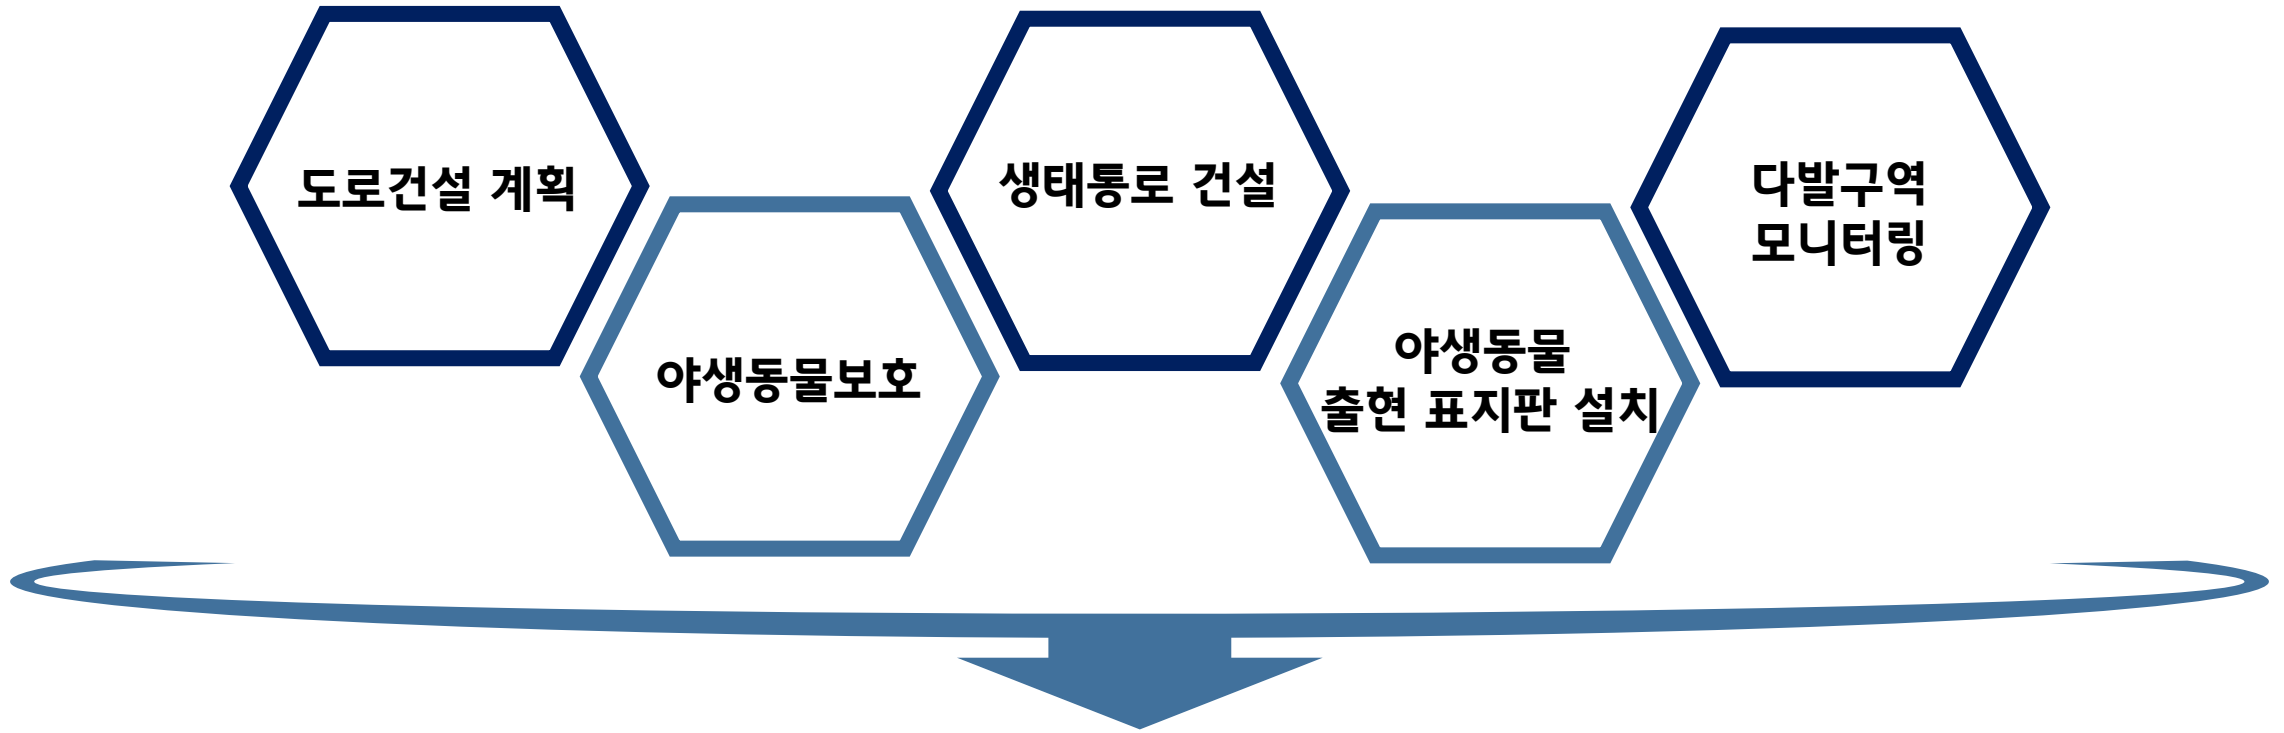 도로건설 계획
야생동물보호
생태통로 건설
야생동물
출현 표지판 설치
다발구역
모니터링